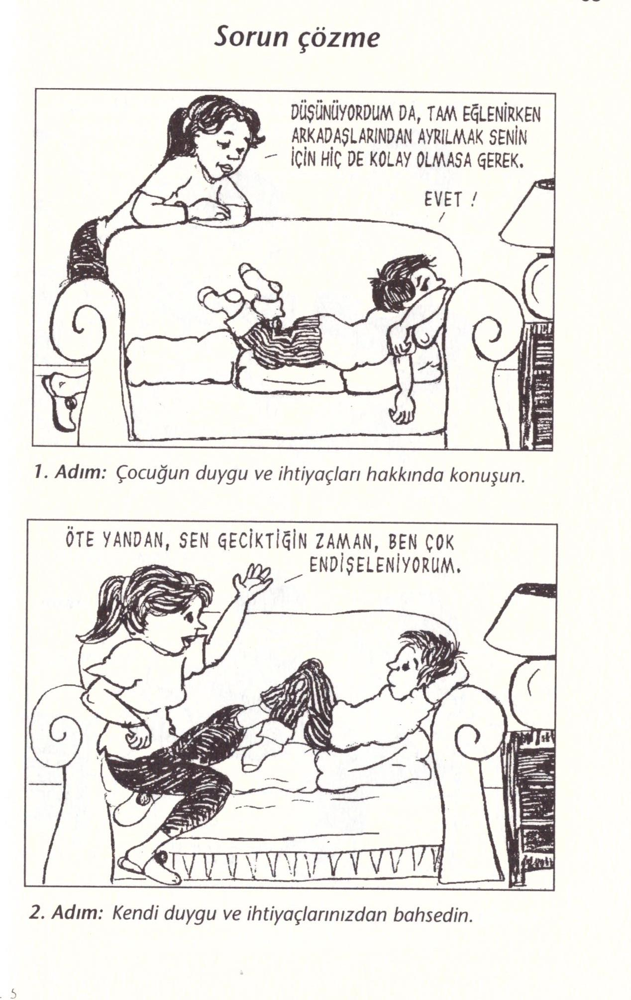 Sorun çözme
DÜŞÜNÜYORDUM DA, TAM EĞLENİRKEN
ARKADAŞLARINDAN AYRILMAK SENİN
İÇİN HİÇ DE KOLAY OLMASA GEREK.
EVET !
1. Adım: Çocuğun duygu ve ihtiyaçları hakkında konuşun.
ÖTE YANDAN, SEN GECİKTİĞİN ZAMAN, BEN ÇOK
ENDİŞELENİYORUM.
2. Adım: Kendi duygu ve ihtiyaçlarınızdan bahsedin.